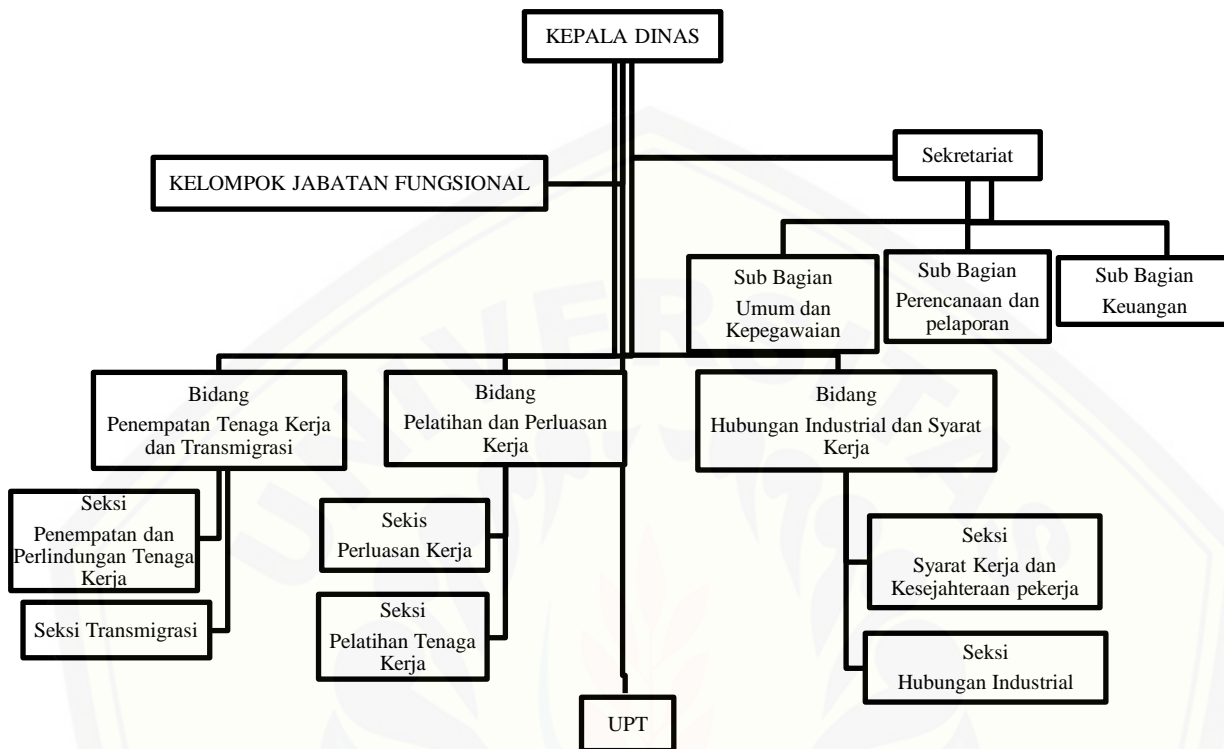 KEPALA DINAS
Sekretariat
KELOMPOK JABATAN FUNGSIONAL
Sub Bagian
Umum dan
Kepegawaian
Sub Bagian
Perencanaan dan
pelaporan
Sub Bagian
Keuangan
Bidang
Penempatan Tenaga Kerja
dan Transmigrasi
Bidang
Pelatihan dan Perluasan
Kerja
Bidang
Hubungan Industrial dan Syarat
Kerja
Seksi
Penempatan dan
Perlindungan Tenaga
Kerja
Seksi Transmigrasi
Sekis
Perluasan Kerja
Seksi
Pelatihan Tenaga
Kerja
Seksi
Syarat Kerja dan
Kesejahteraan pekerja
Seksi
Hubungan Industrial
UPT
UNIVERSITAS